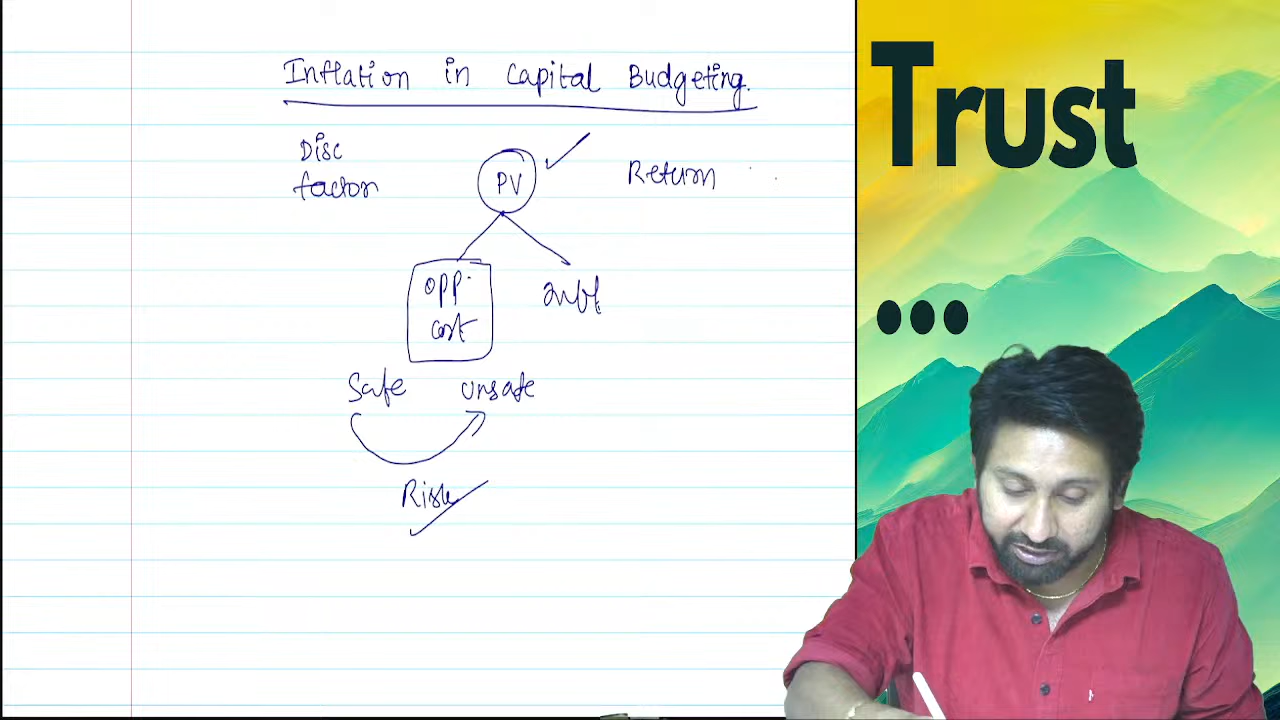 Inflation in Capital Budgeting.
Disc
factor
PV
Return
opp.
cost
Safe unsafe
Risk
Trust
...